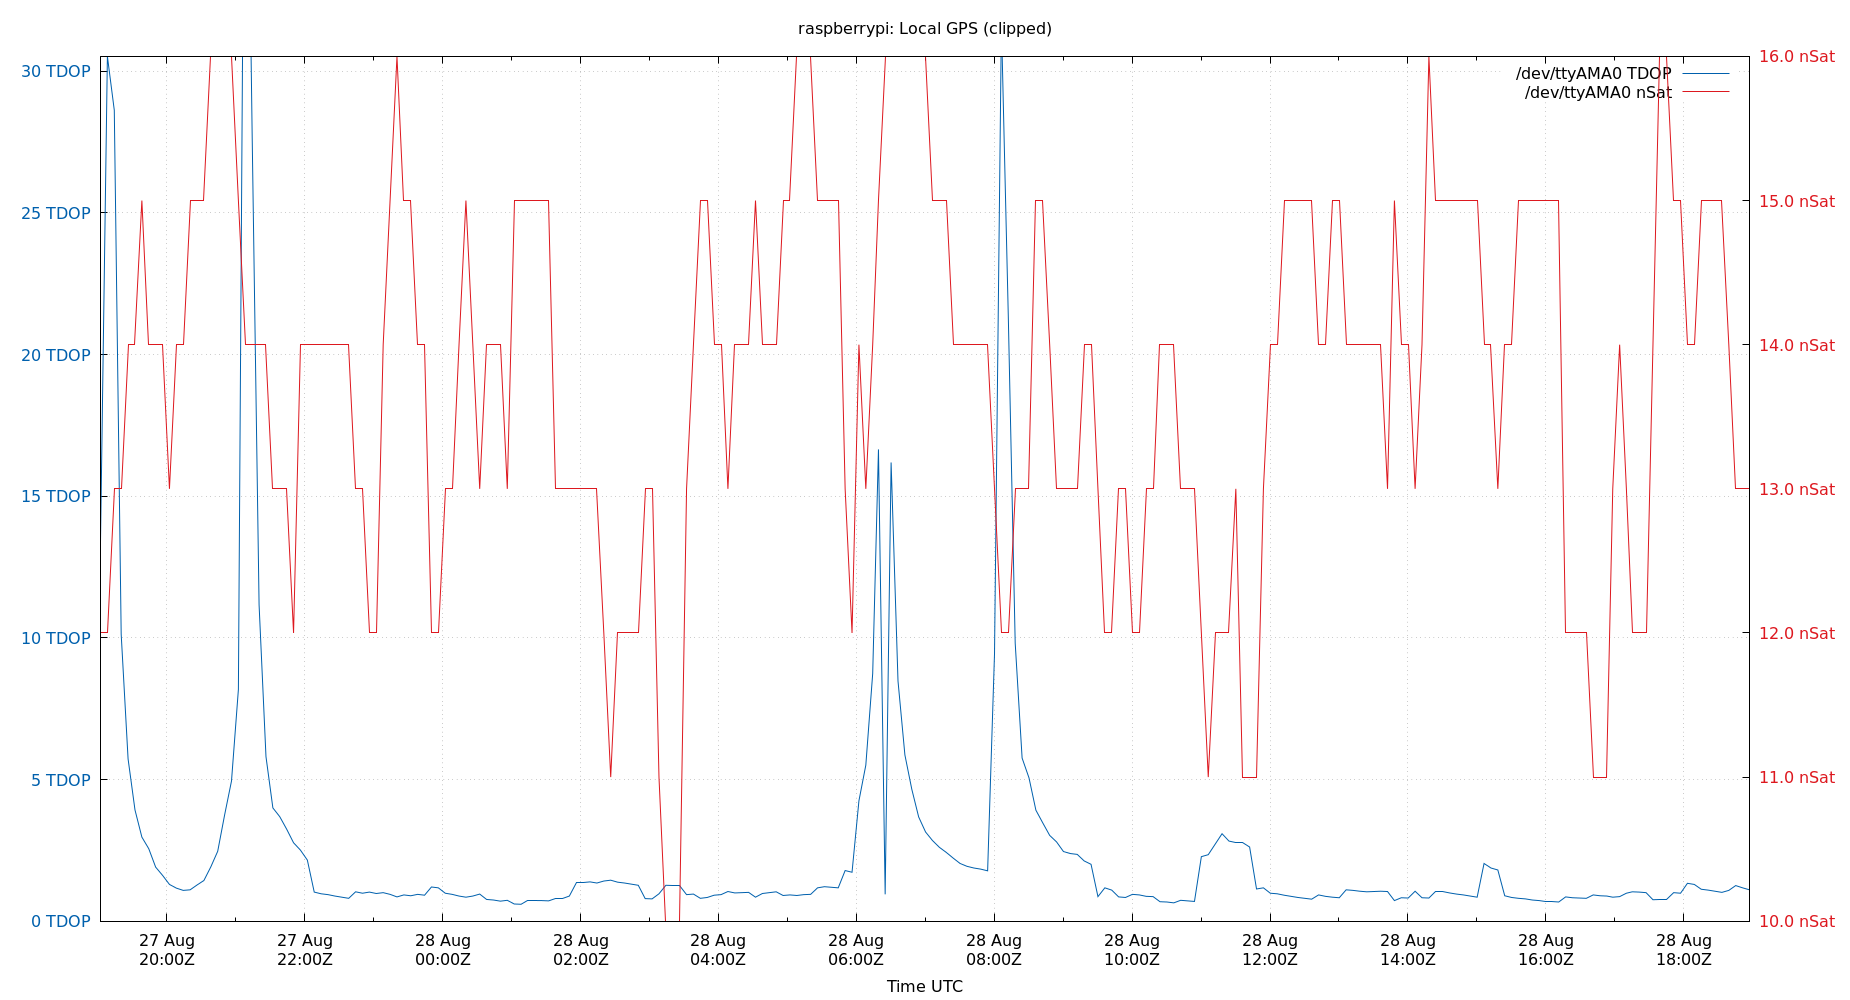 raspberrypi: Local GPS (clipped)
30 TDOP
25 TDOP
20 TDOP
15 TDOP
10 TDOP
5 TDOP
0 TDOP
/dev/ttyAMA0 TDOP
/dev/ttyAMA0 nSat
16.0 nSat
15.0 nSat
14.0 nSat
13.0 nSat
12.0 nSat
11.0 nSat
10.0 nSat
27 Aug
20:00Z
27 Aug
22:00Z
28 Aug
00:00Z
28 Aug
02:00Z
28 Aug
04:00Z
28 Aug
06:00Z
28 Aug
08:00Z
28 Aug
10:00Z
28 Aug
12:00Z
28 Aug
14:00Z
28 Aug
16:00Z
28 Aug
18:00Z
Time UTC